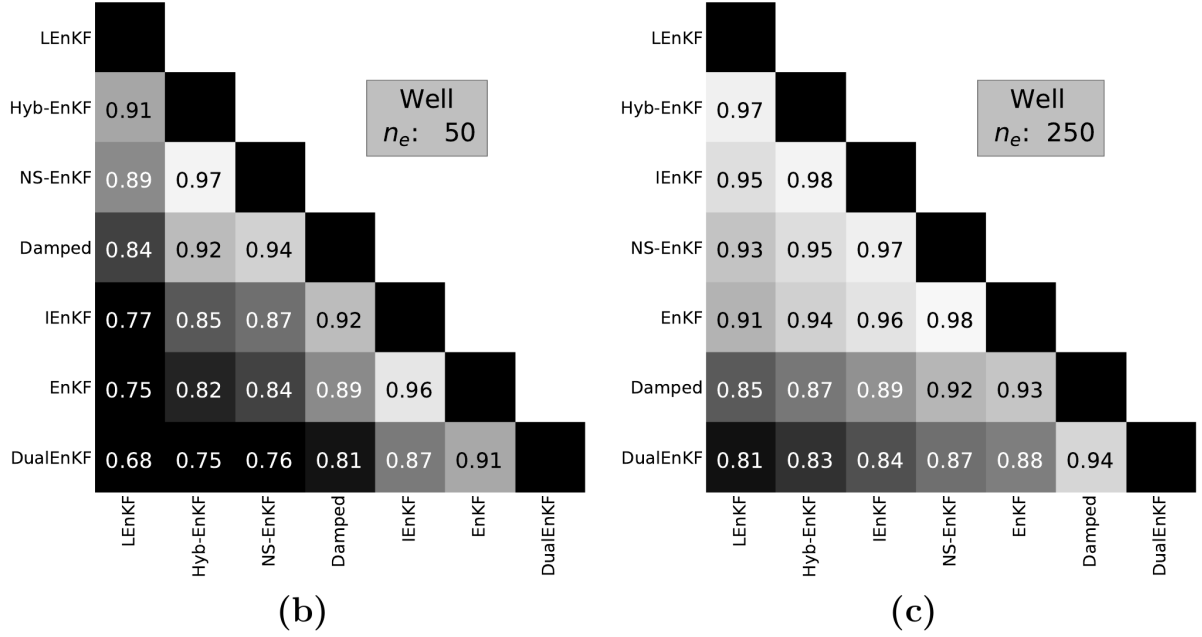 LEnKF
Hyb-EnKF 0.91
NS-EnKF 0.89 0.97
Damped 0.84 0.92 0.94
IEnKF 0.77 0.85 0.87 0.92
EnKF 0.75 0.82 0.84 0.89 0.96
DualEnKF 0.68 0.75 0.76 0.81 0.87 0.91
LEnKF Hyb-EnKF NS-EnKF Damped IEnKF EnKF DualEnKF
Well
nₑ: 50
(b)
LEnKF
Hyb-EnKF 0.97
IEnKF 0.95 0.98
NS-EnKF 0.93 0.95 0.97
EnKF 0.91 0.94 0.96 0.98
Damped 0.85 0.87 0.89 0.92 0.93
DualEnKF 0.81 0.83 0.84 0.87 0.88 0.94
LEnKF Hyb-EnKF IEnKF NS-EnKF EnKF Damped DualEnKF
Well
nₑ: 250
(c)